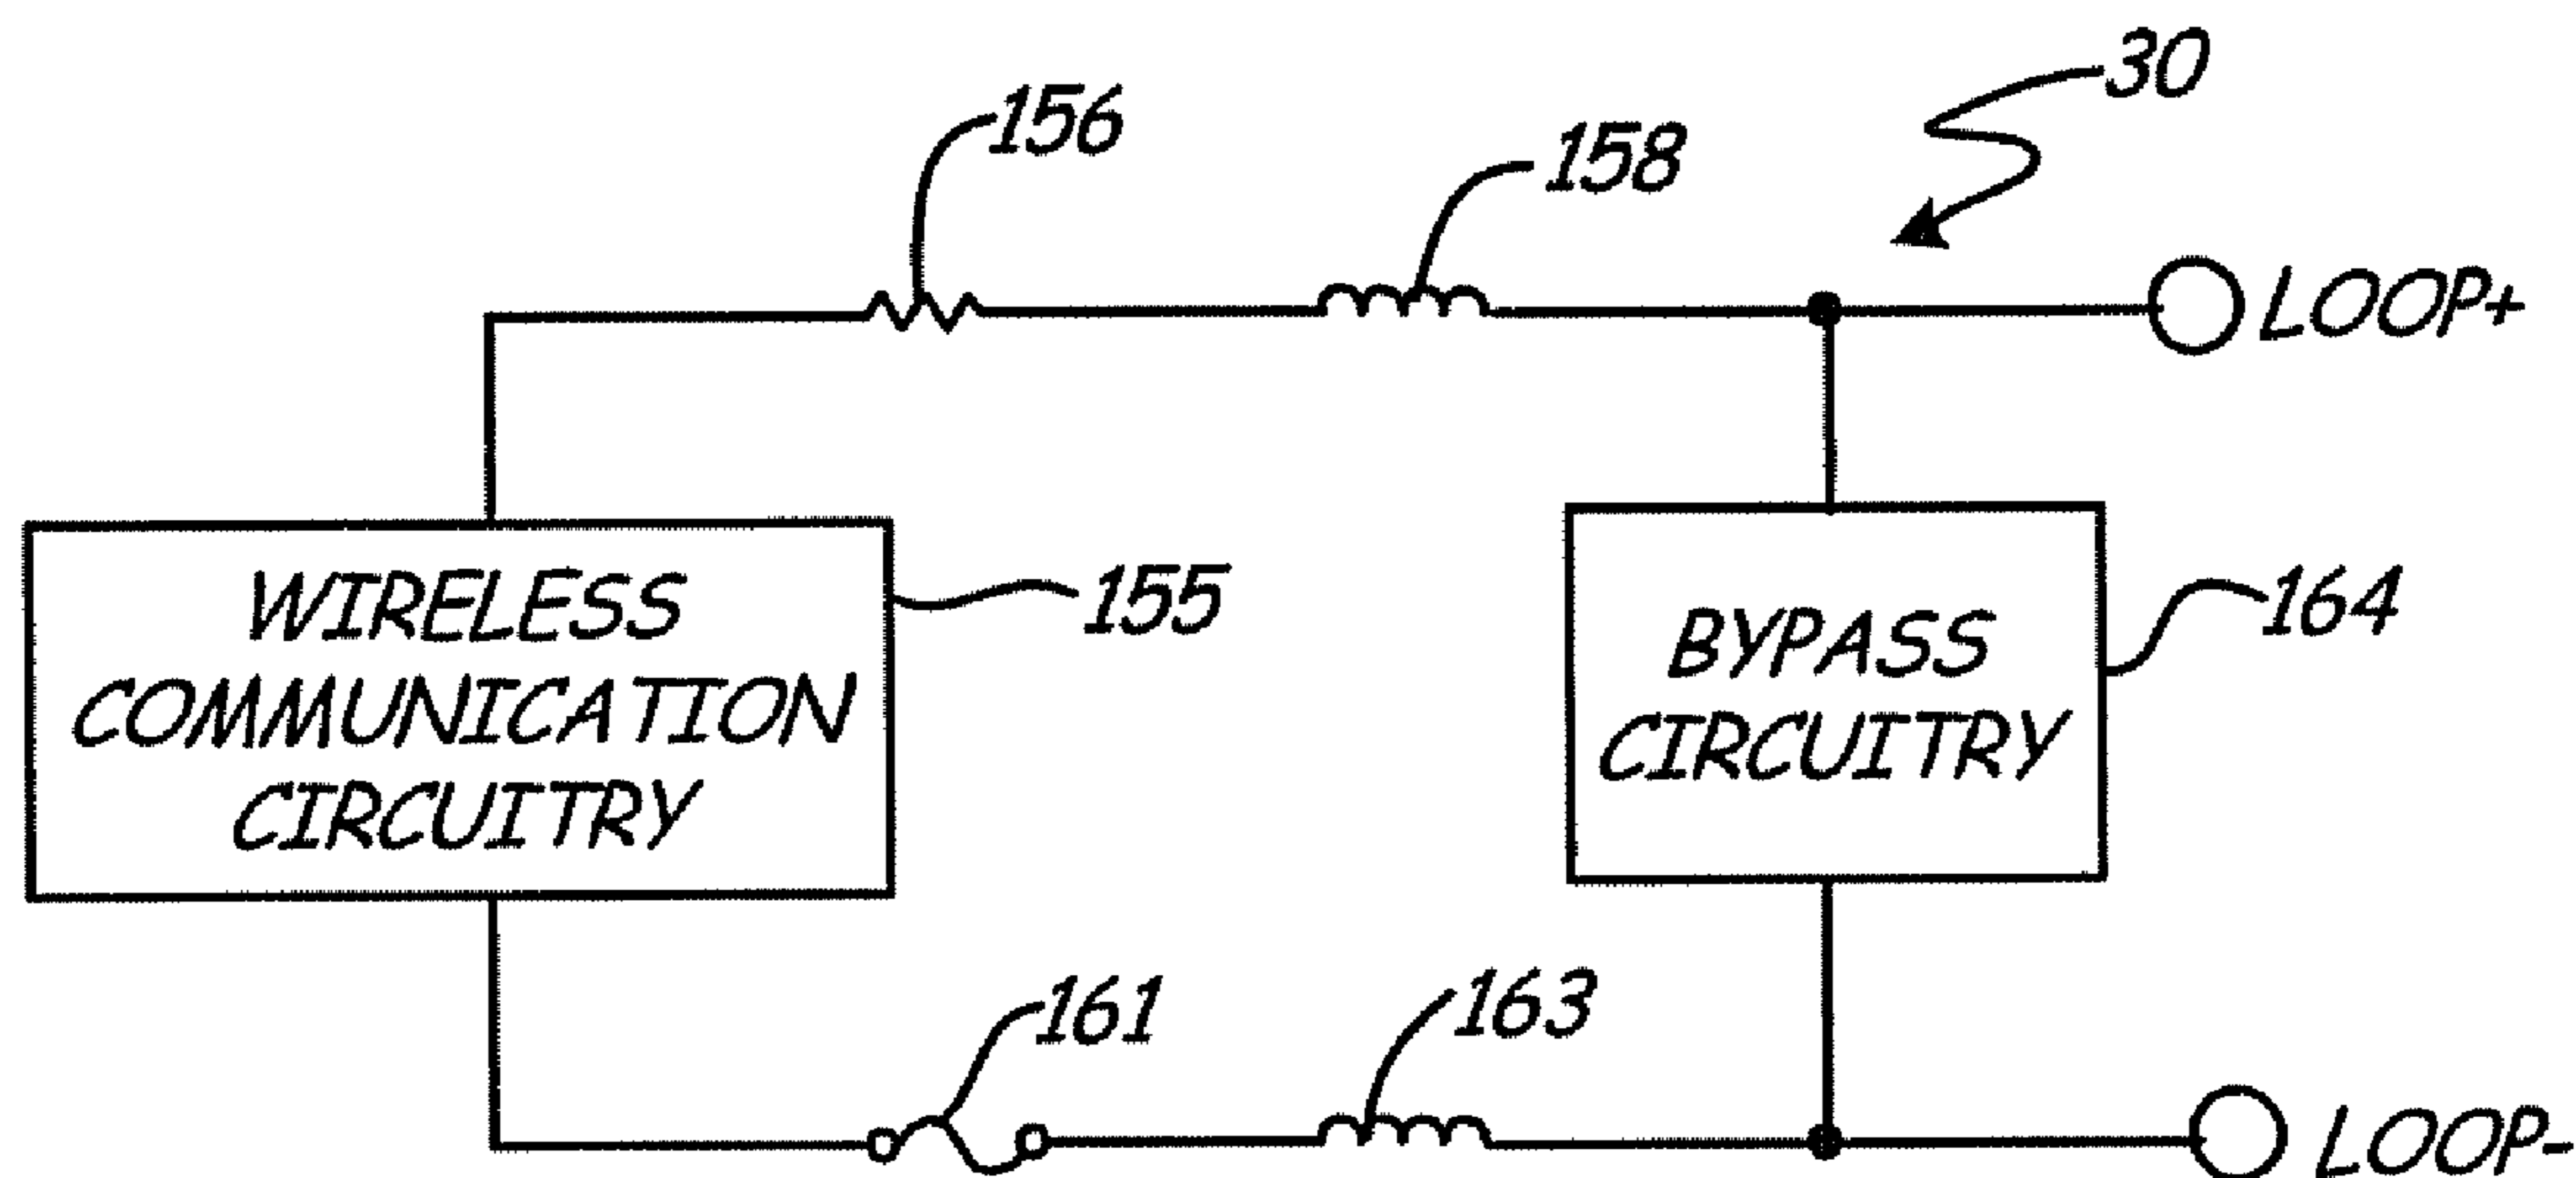 30
156
158
LOOP+
WIRELESS
COMMUNICATION
CIRCUITRY
155
BYPASS
CIRCUITRY
164
161
163
LOOP-